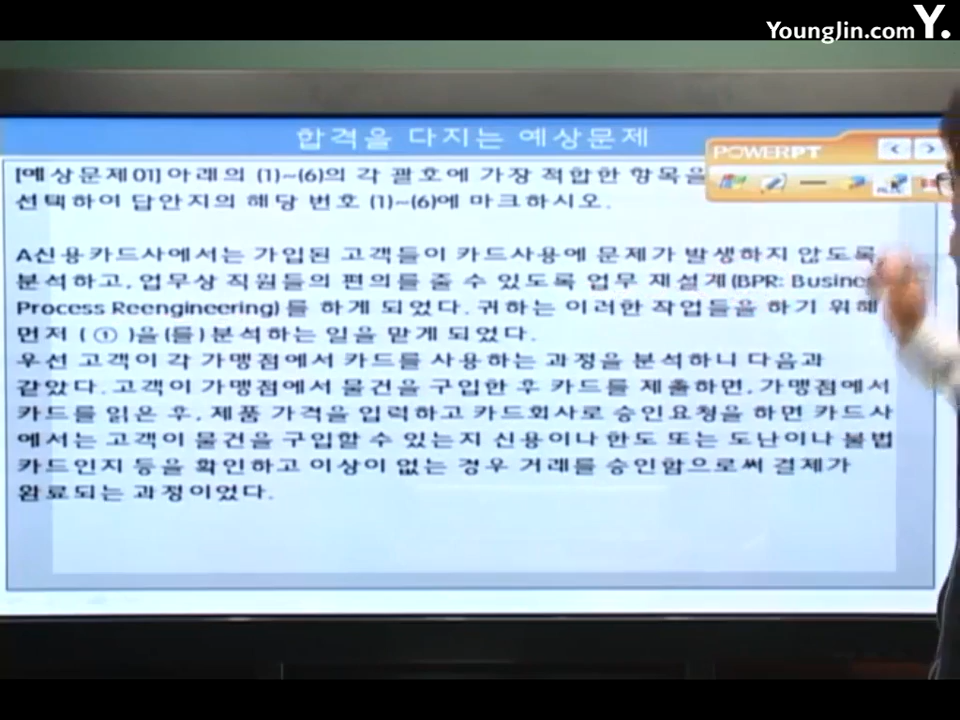 YoungJin.com Y.
합격을 다지는 예상문제
POWERPT
[예상문제 01] 아래의 (1)~(6)의 각 괄호에 가장 적합한 항목을
선택하이 답안지의 해당 번호 (1)~(6)에 마크하시오.
A신용카드사에서는 가입된 고객들이 카드사용에 문제가 발생하지 않도록
분석하고, 업무상 직원들의 편의를 줄 수 있도록 업무 재설계(BPR:
Process Reengineering)를 하게 되었다. 귀하는 이러한 작업들을 하기 위해
먼저 ( ① )을(를) 분석하는 일을 맡게 되었다.
우선 고객이 각 가맹점에서 카드를 사용하는 과정을 분석하니 다음과
같았다. 고객이 가맹점에서 물건을 구입한 후 카드를 제출하면, 가맹점에서
카드를 읽은 후, 제품 가격을 입력하고 카드회사로 승인요청을 하면 카드사
에서는 고객이 물건을 구입할 수 있는지 신용이나 한도 또는 도난이나 불법
카드인지 등을 확인하고 이상이 없는 경우 거래를 승인함으로써 결제가
완료되는 과정이었다.